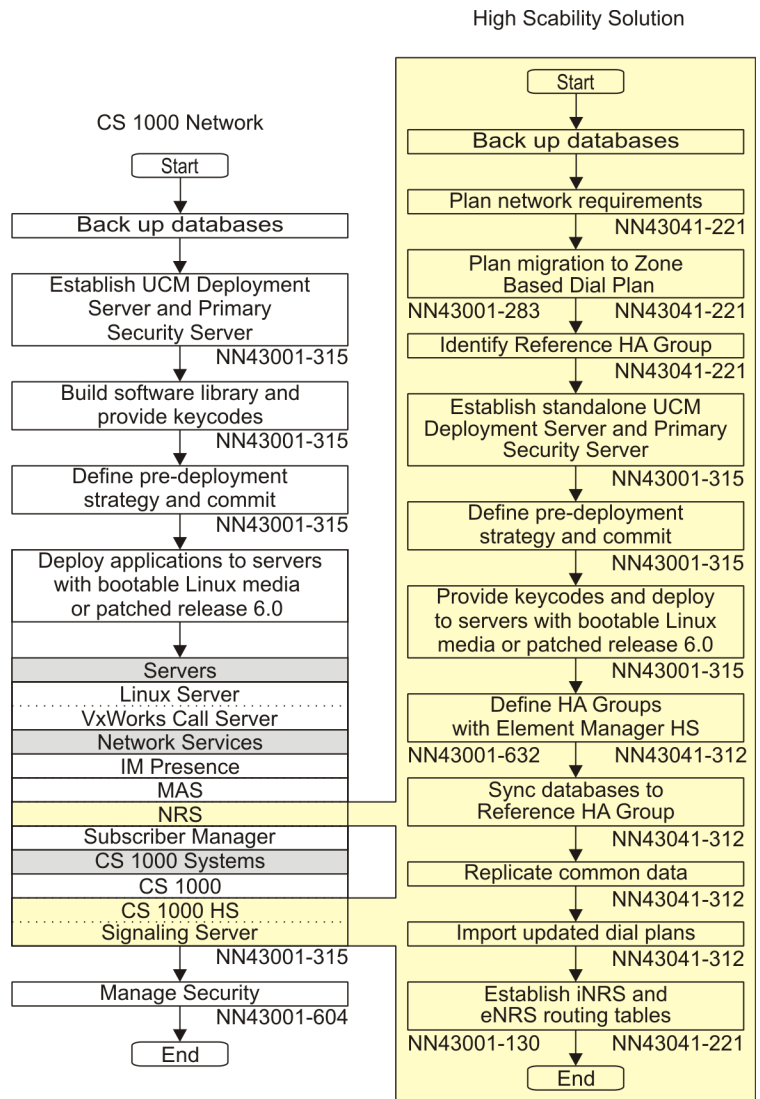 High Scability Solution
CS 1000 Network
Start
Back up databases
Establish UCM Deployment
Server and Primary
Security Server
NN43001-315
Build software library and
provide keycodes
NN43001-315
Define pre-deployment
strategy and commit
NN43001-315
Deploy applications to servers
with bootable Linux media
or patched release 6.0
Servers
Linux Server
VxWorks Call Server
Network Services
IM Presence
MAS
NRS
Subscriber Manager
CS 1000 Systems
CS 1000
CS 1000 HS
Signaling Server
NN43001-315
Manage Security
NN43001-604
End
Start
Back up databases
Plan network requirements
NN43041-221
Plan migration to Zone
Based Dial Plan
NN43001-283 NN43041-221
Identify Reference HA Group
NN43041-221
Establish standalone UCM
Deployment Server and Primary
Security Server
NN43001-315
Define pre-deployment
strategy and commit
NN43001-315
Provide keycodes and deploy
to servers with bootable Linux
media or patched release 6.0
NN43001-315
Define HA Groups
with Element Manager HS
NN43001-632 NN43041-312
Sync databases to
Reference HA Group
NN43041-312
Replicate common data
NN43041-312
Import updated dial plans
NN43041-312
Establish iNRS and
eNRS routing tables
NN43001-130 NN43041-221
End